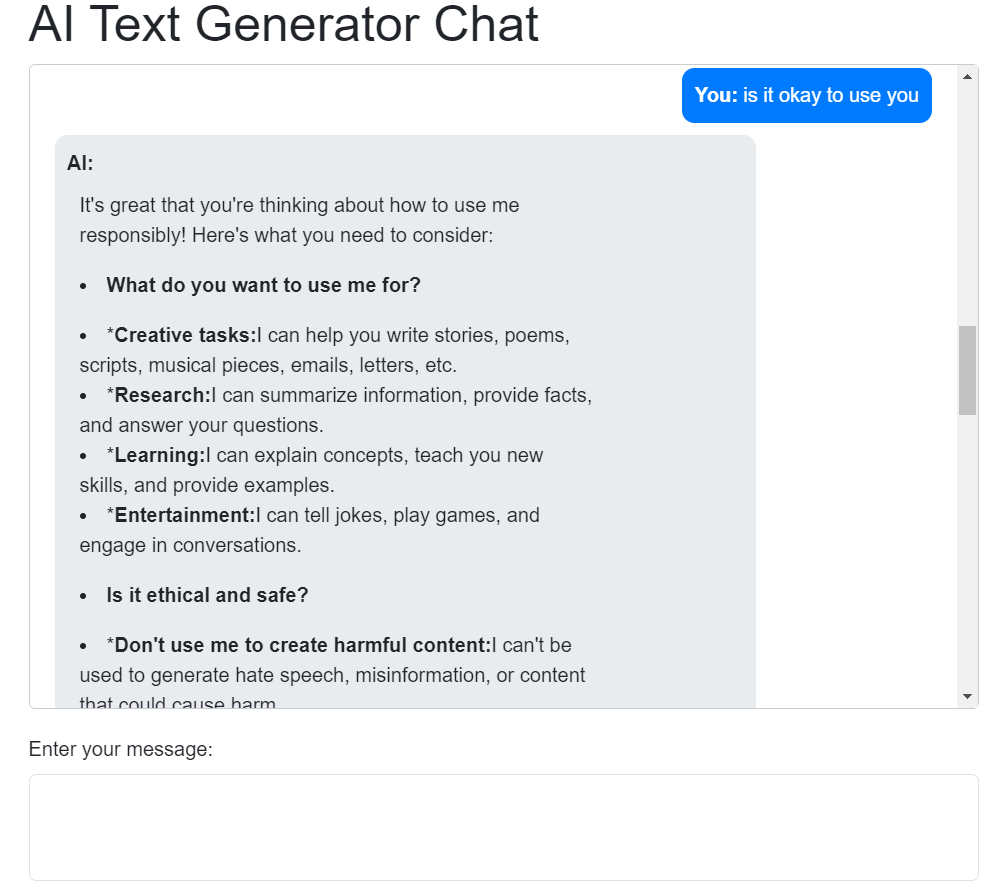 AI Text Generator Chat
You: is it okay to use you
AI:
It's great that you're thinking about how to use me
responsibly! Here's what you need to consider:
• What do you want to use me for?
• *Creative tasks:I can help you write stories, poems,
scripts, musical pieces, emails, letters, etc.
• *Research:I can summarize information, provide facts,
and answer your questions.
• *Learning:I can explain concepts, teach you new
skills, and provide examples.
• *Entertainment:I can tell jokes, play games, and
engage in conversations.
• Is it ethical and safe?
• *Don't use me to create harmful content:I can't be
used to generate hate speech, misinformation, or content
that could cause harm
Enter your message: